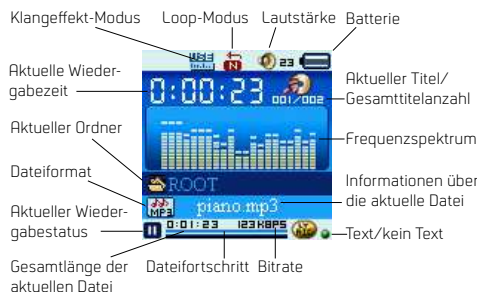 Klangeffekt-Modus
Loop-Modus
Lautstärke
Batterie
N
23
Aktuelle Wieder-
gabezeit
0:00:23
001/002
Aktueller Titel/
Gesamttitelanzahl
Frequenzspektrum
Aktueller Ordner
ROOT
Dateiformat
MP3
piano.mp3
Informationen über
die aktuelle Datei
Aktueller Wieder-
gabestatus
0:01:23
123KBPS
Text/kein Text
Gesamtlänge der
aktuellen Datei
Dateifortschritt
Bitrate